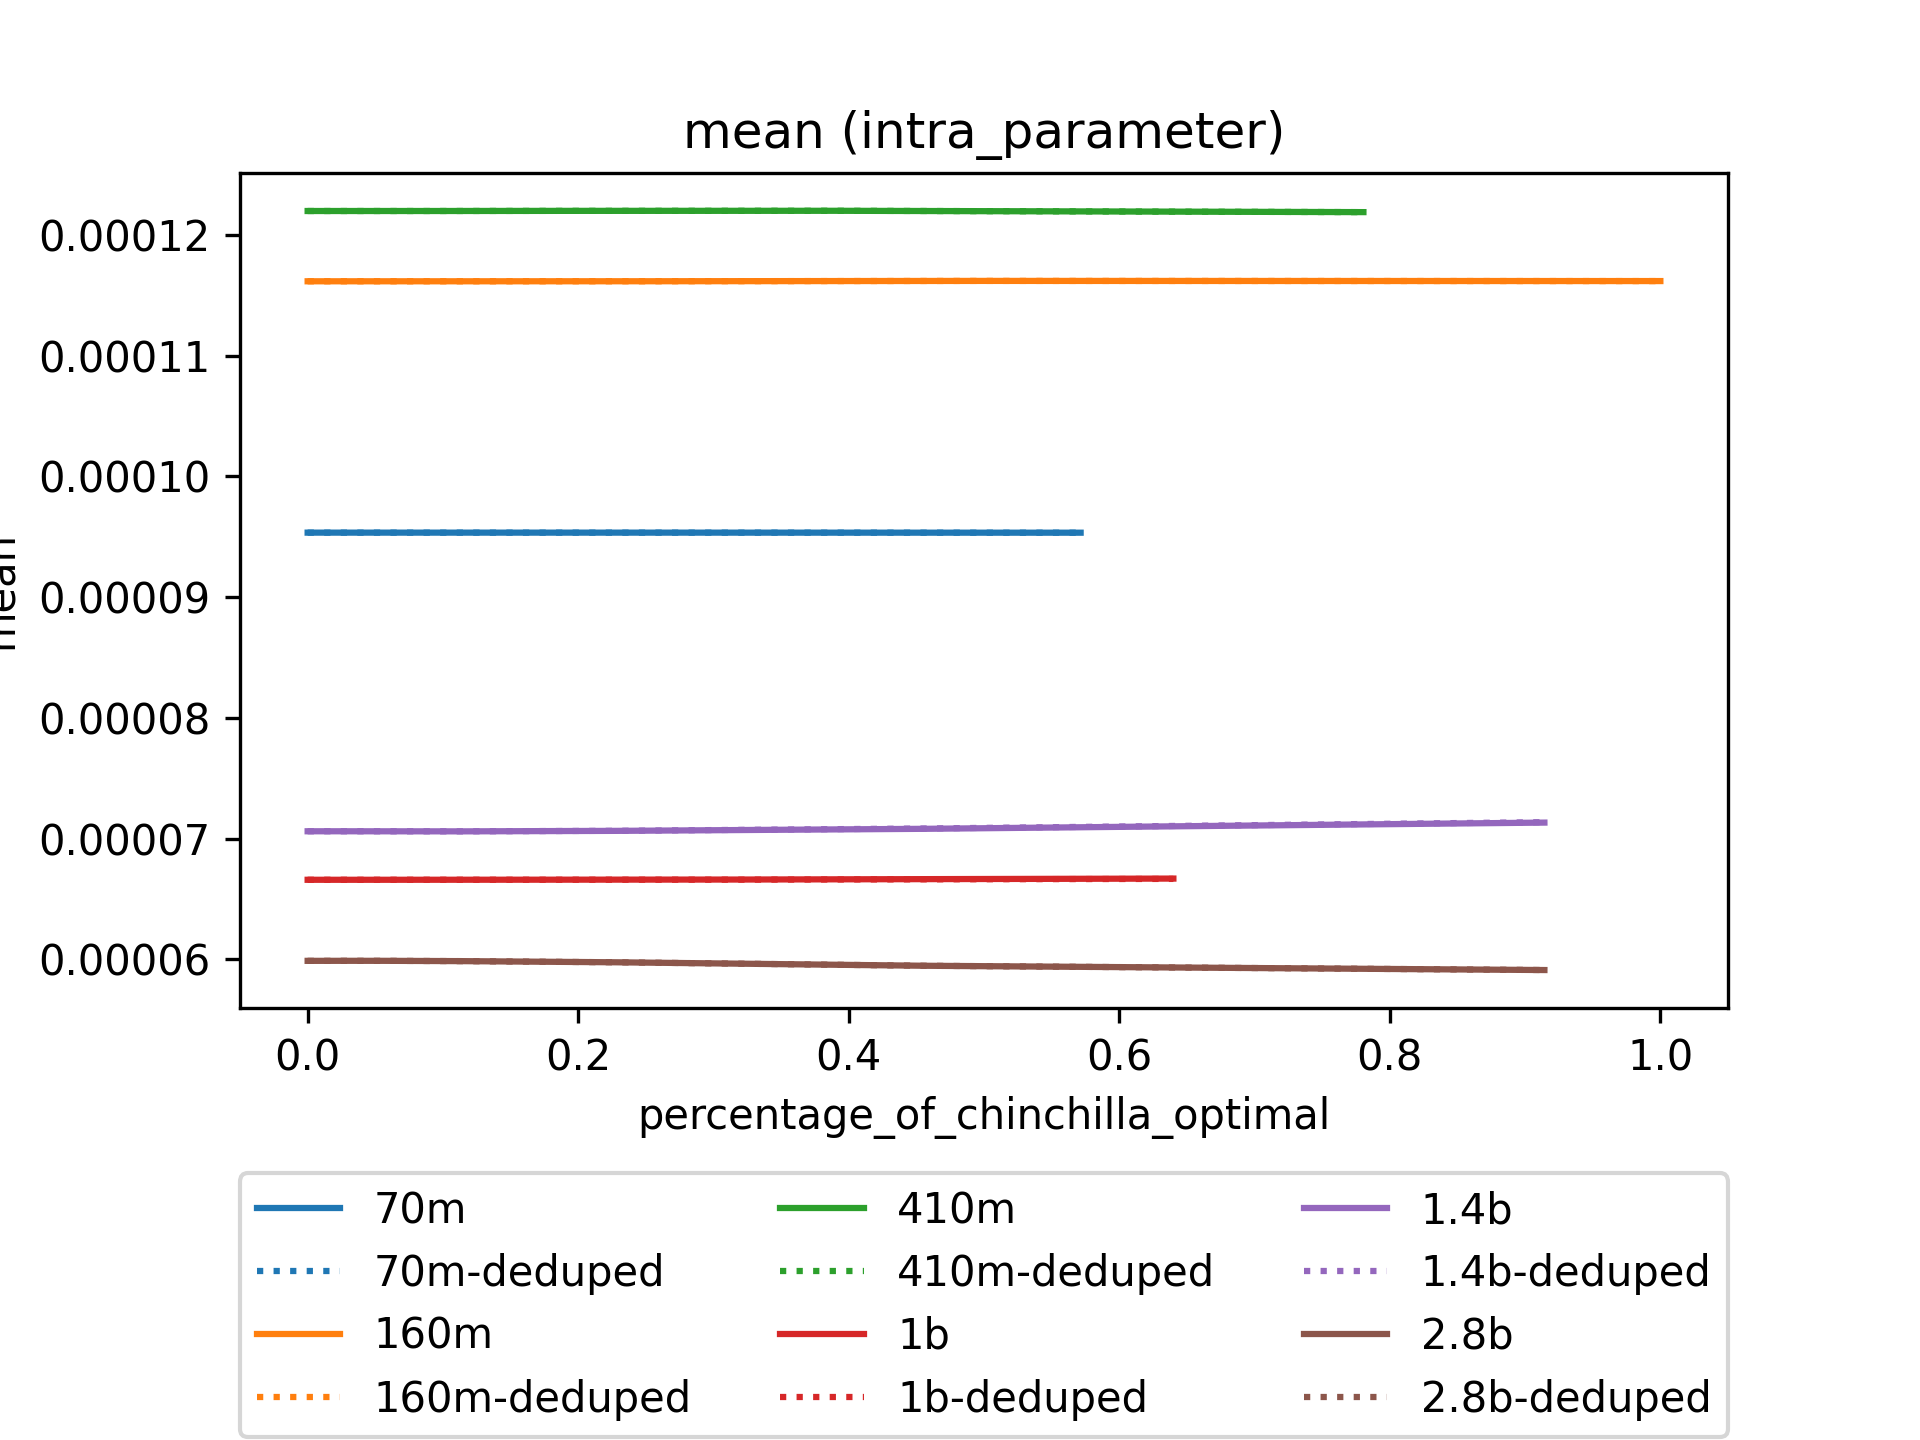 mean (intra_parameter)
0.00012
0.00011
0.00010
0.00009
0.00008
0.00007
0.00006
mean
0.0 0.2 0.4 0.6 0.8 1.0
percentage_of_chinchilla_optimal
70m 410m 1.4b
70m-deduped 410m-deduped 1.4b-deduped
160m 1b 2.8b
160m-deduped 1b-deduped 2.8b-deduped